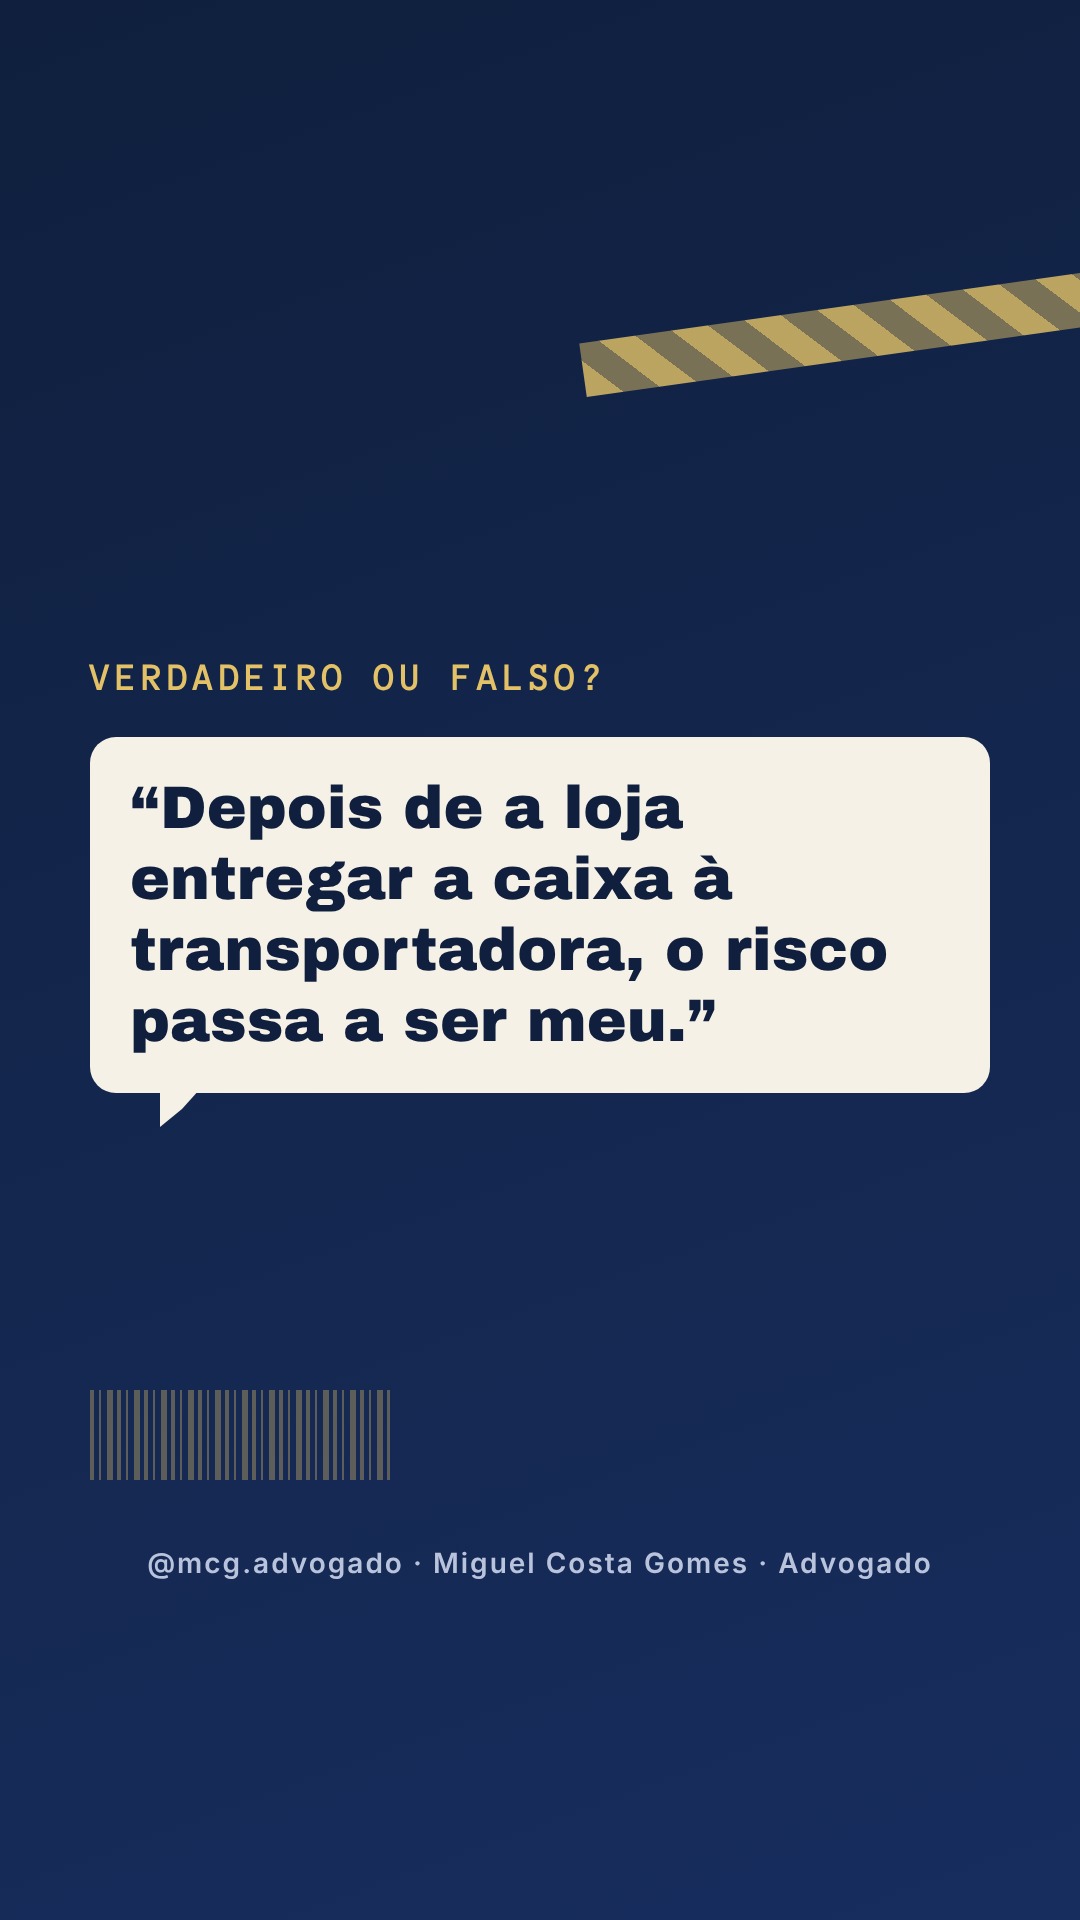 VERDADEIRO OU FALSO?
“Depois de a loja
entregar a caixa à
transportadora, o risco
passa a ser meu.”
@mcg.advogado · Miguel Costa Gomes · Advogado